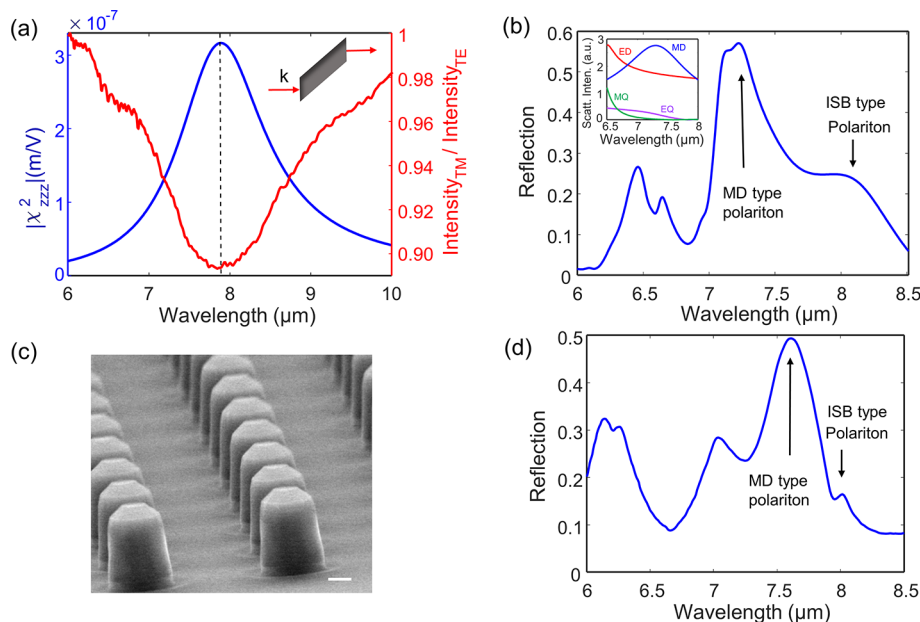 (a)
× 10⁻⁷
3
2
1
0
|χ²zzz|(m/V)
6
7
8
9
10
Wavelength (μm)
k
1
0.98
0.96
0.94
0.92
0.90
Intensity_TM / Intensity_TE
(b)
0.6
0.5
0.4
0.3
0.2
0.1
0
Reflection
6
6.5
7
7.5
8
8.5
Wavelength (μm)
Scatt. Inten. (a.u.)
3
2
1
0
ED
MD
MQ
EQ
6.5
7
7.5
8
Wavelength (μm)
MD type
polariton
ISB type
Polariton
(c)
(d)
0.5
0.4
0.3
0.2
0.1
0
Reflection
6
6.5
7
7.5
8
8.5
Wavelength (μm)
MD type
polariton
ISB type
Polariton